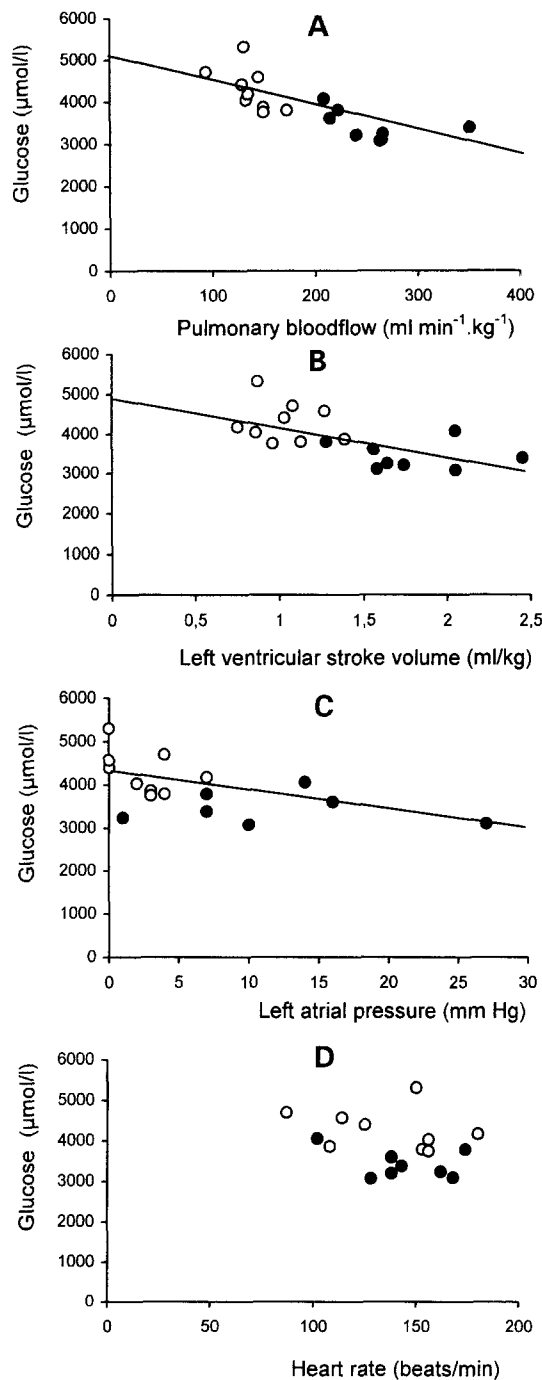 A
6000
5000
4000
3000
2000
1000
0
Glucose (µmol/l)
0 100 200 300 400
Pulmonary bloodflow (ml min⁻¹.kg⁻¹)
B
6000
5000
4000
3000
2000
1000
0
Glucose (µmol/l)
0 0,5 1 1,5 2 2,5
Left ventricular stroke volume (ml/kg)
C
6000
5000
4000
3000
2000
1000
0
Glucose (µmol/l)
0 5 10 15 20 25 30
Left atrial pressure (mm Hg)
D
6000
5000
4000
3000
2000
1000
0
Glucose (µmol/l)
0 50 100 150 200
Heart rate (beats/min)